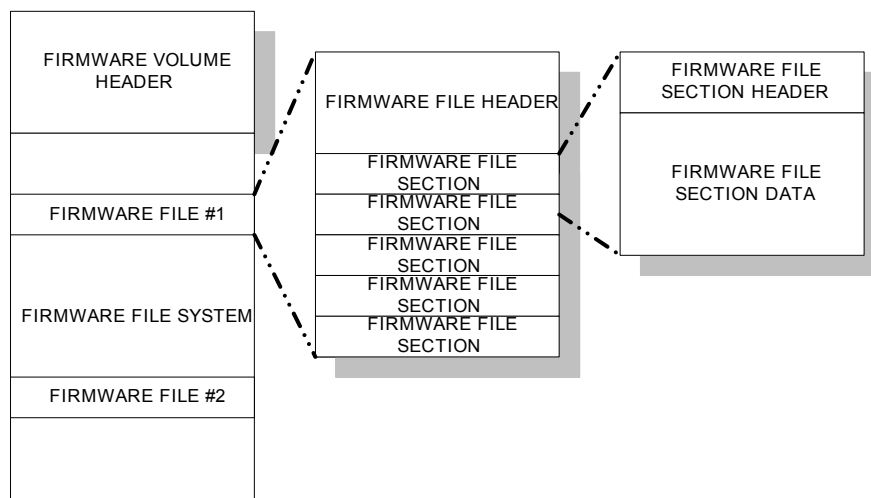 FIRMWARE VOLUME
HEADER
FIRMWARE FILE #1
FIRMWARE FILE SYSTEM
FIRMWARE FILE #2
FIRMWARE FILE HEADER
FIRMWARE FILE
SECTION
FIRMWARE FILE
SECTION
FIRMWARE FILE
SECTION
FIRMWARE FILE
SECTION
FIRMWARE FILE
SECTION
FIRMWARE FILE
SECTION HEADER
FIRMWARE FILE
SECTION DATA